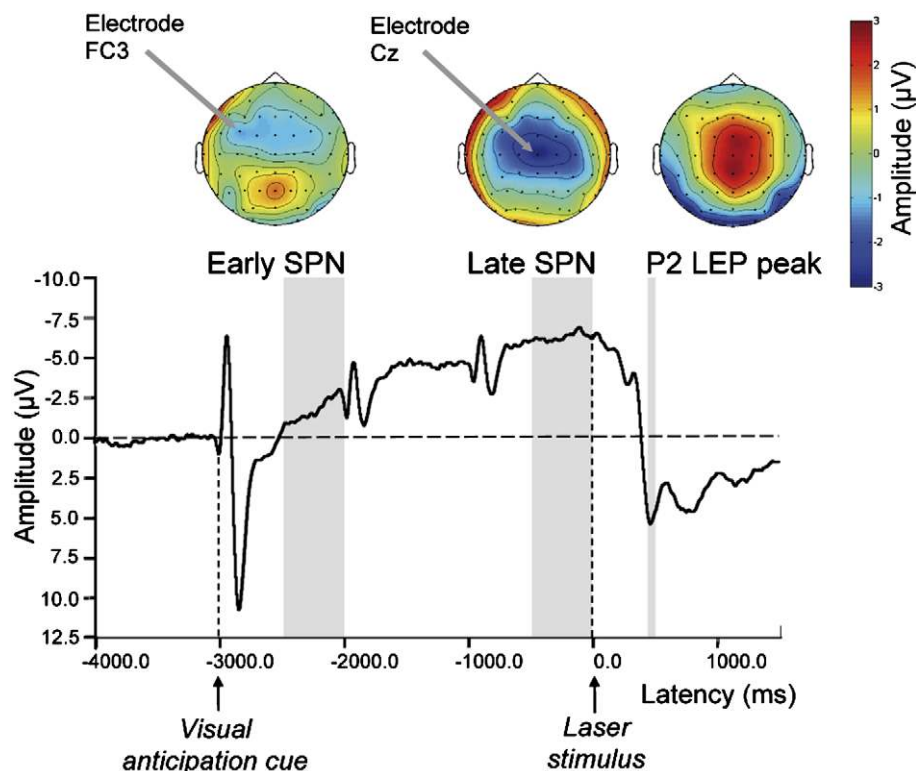 Electrode
FC3
Electrode
Cz
3
2
1
0
-1
-2
-3
Amplitude (µV)
Early SPN
Late SPN
P2 LEP peak
-10.0
-7.5
-5.0
-2.5
0.0
2.5
5.0
7.5
10.0
12.5
Amplitude (µV)
-4000.0
-3000.0
-2000.0
-1000.0
0.0
1000.0
Latency (ms)
Visual
anticipation cue
Laser
stimulus